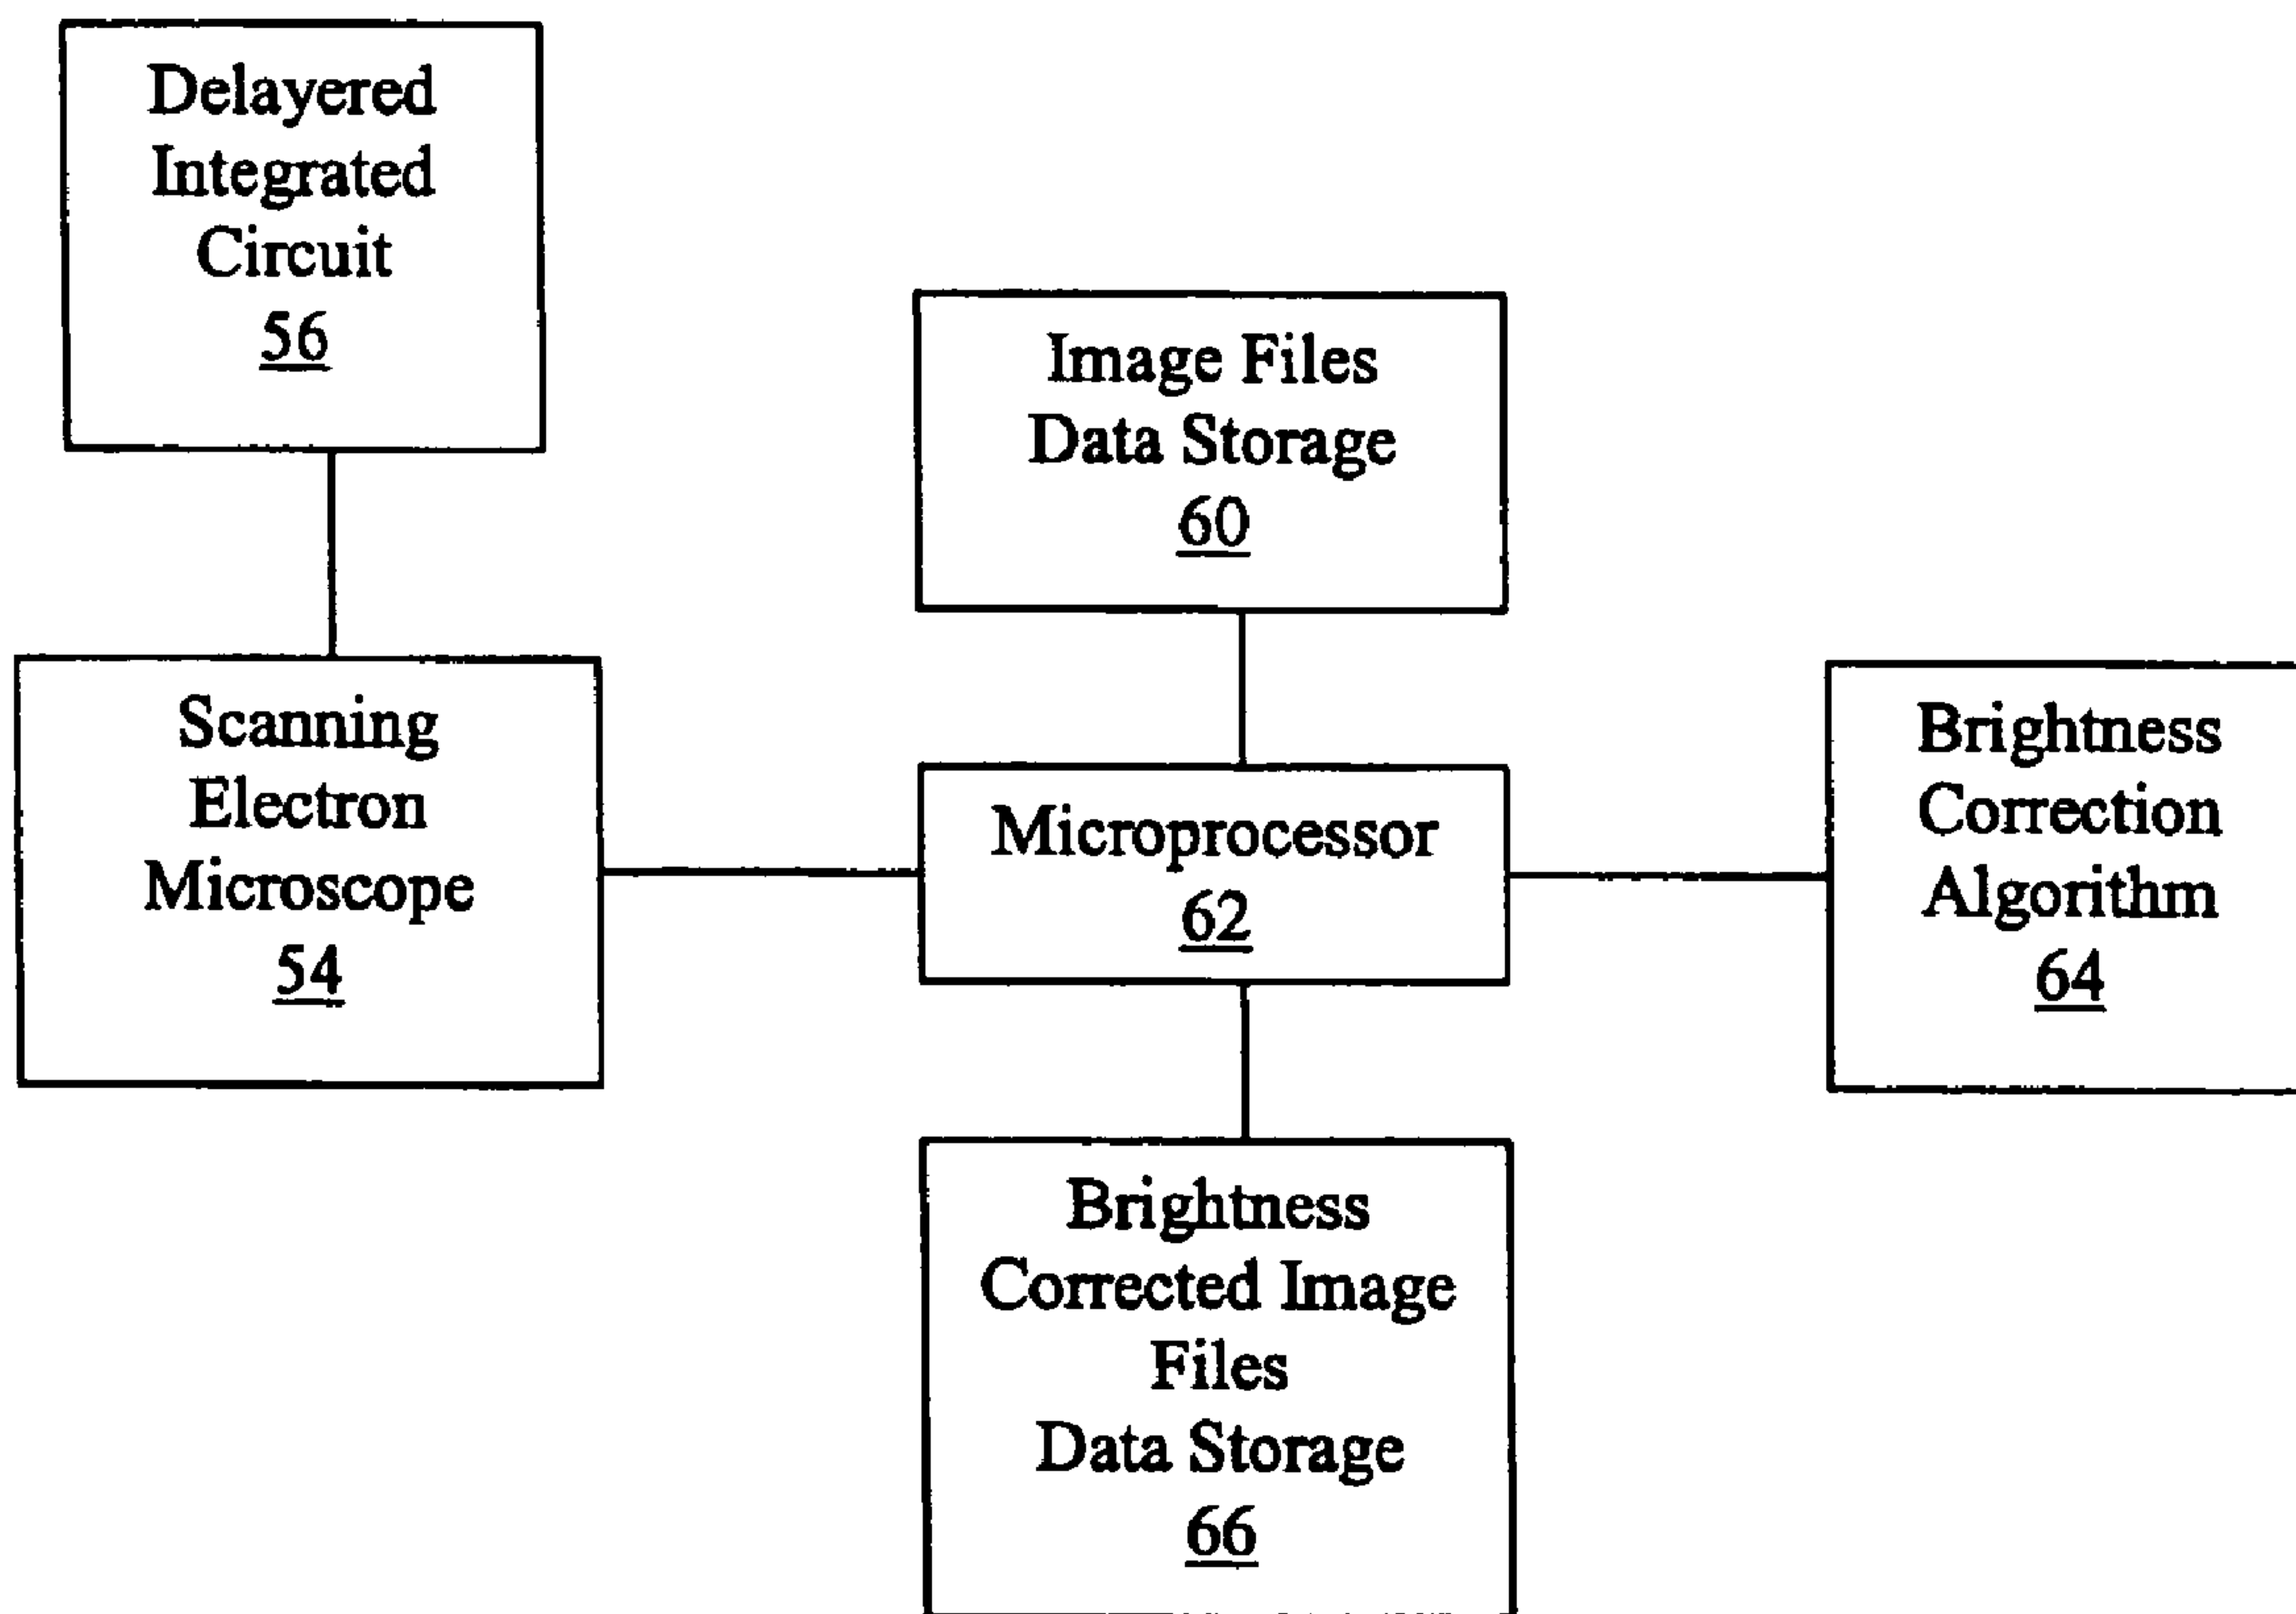 Delayered
Integrated
Circuit
56
Image Files
Data Storage
60
Scanning
Electron
Microscope
54
Microprocessor
62
Brightness
Correction
Algorithm
64
Brightness
Corrected Image
Files
Data Storage
66